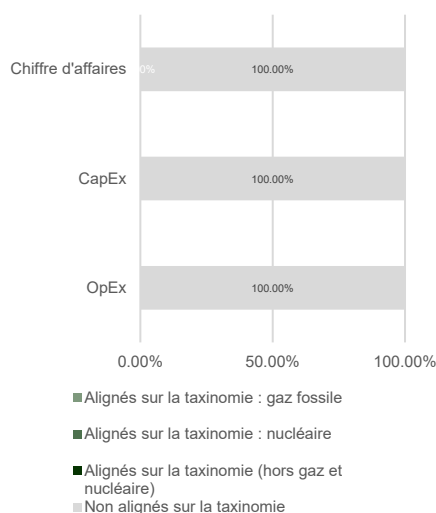 Chiffre d'affaires
0%
100.00%
CapEx
100.00%
OpEx
100.00%
0.00%
50.00%
100.00%
Alignés sur la taxinomie : gaz fossile
Alignés sur la taxinomie : nucléaire
Alignés sur la taxinomie (hors gaz et
nucléaire)
Non alignés sur la taxinomie